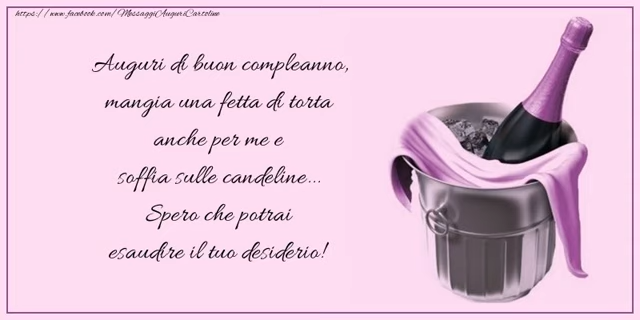 https://www.facebook.com/MessaggiAuguriCartoline
Auguri di buon compleanno,
mangia una fetta di torta
anche per me e
soffia sulle candeline...
Spero che potrai
esaudire il tuo desiderio!